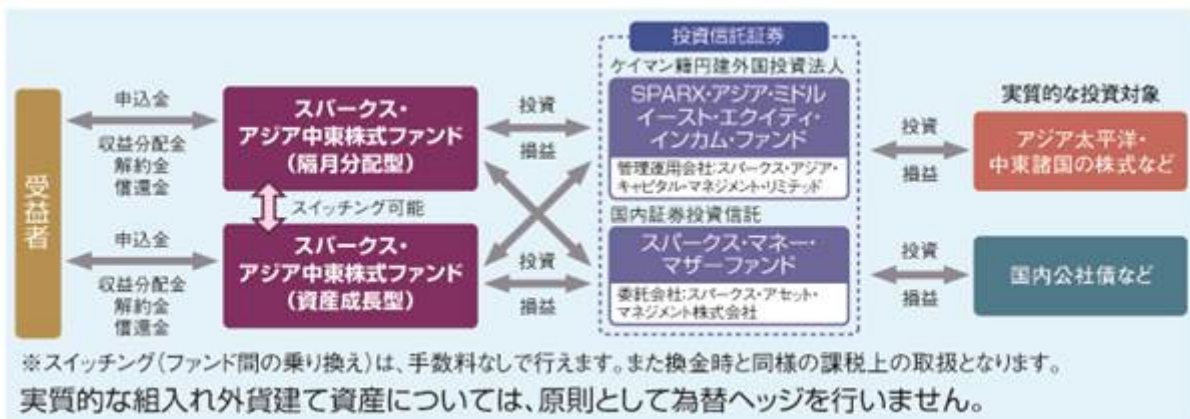 投資信託証券
ケイマン籍円建外国投資法人
受益者
申込金
収益分配金
解約金
償還金
スパークス・
アジア中東株式ファンド
(隔月分配型)
投資
損益
SPARX・アジア・ミドル
イースト・エクイティ・
インカム・ファンド
管理運用会社:スパークス・アジア・
キャピタル・マネジメント・リミテッド
投資
損益
実質的な投資対象
アジア太平洋・
中東諸国の株式など
スイッチング可能
申込金
収益分配金
解約金
償還金
スパークス・
アジア中東株式ファンド
(資産成長型)
投資
損益
国内証券投資信託
スパークス・マネー・
マザーファンド
委託会社:スパークス・アセット・
マネジメント株式会社
投資
損益
国内公社債など
※スイッチング(ファンド間の乗り換え)は、手数料なしで行えます。また換金時と同様の課税上の取扱となります。
実質的な組入れ外貨建て資産については、原則として為替ヘッジを行いません。